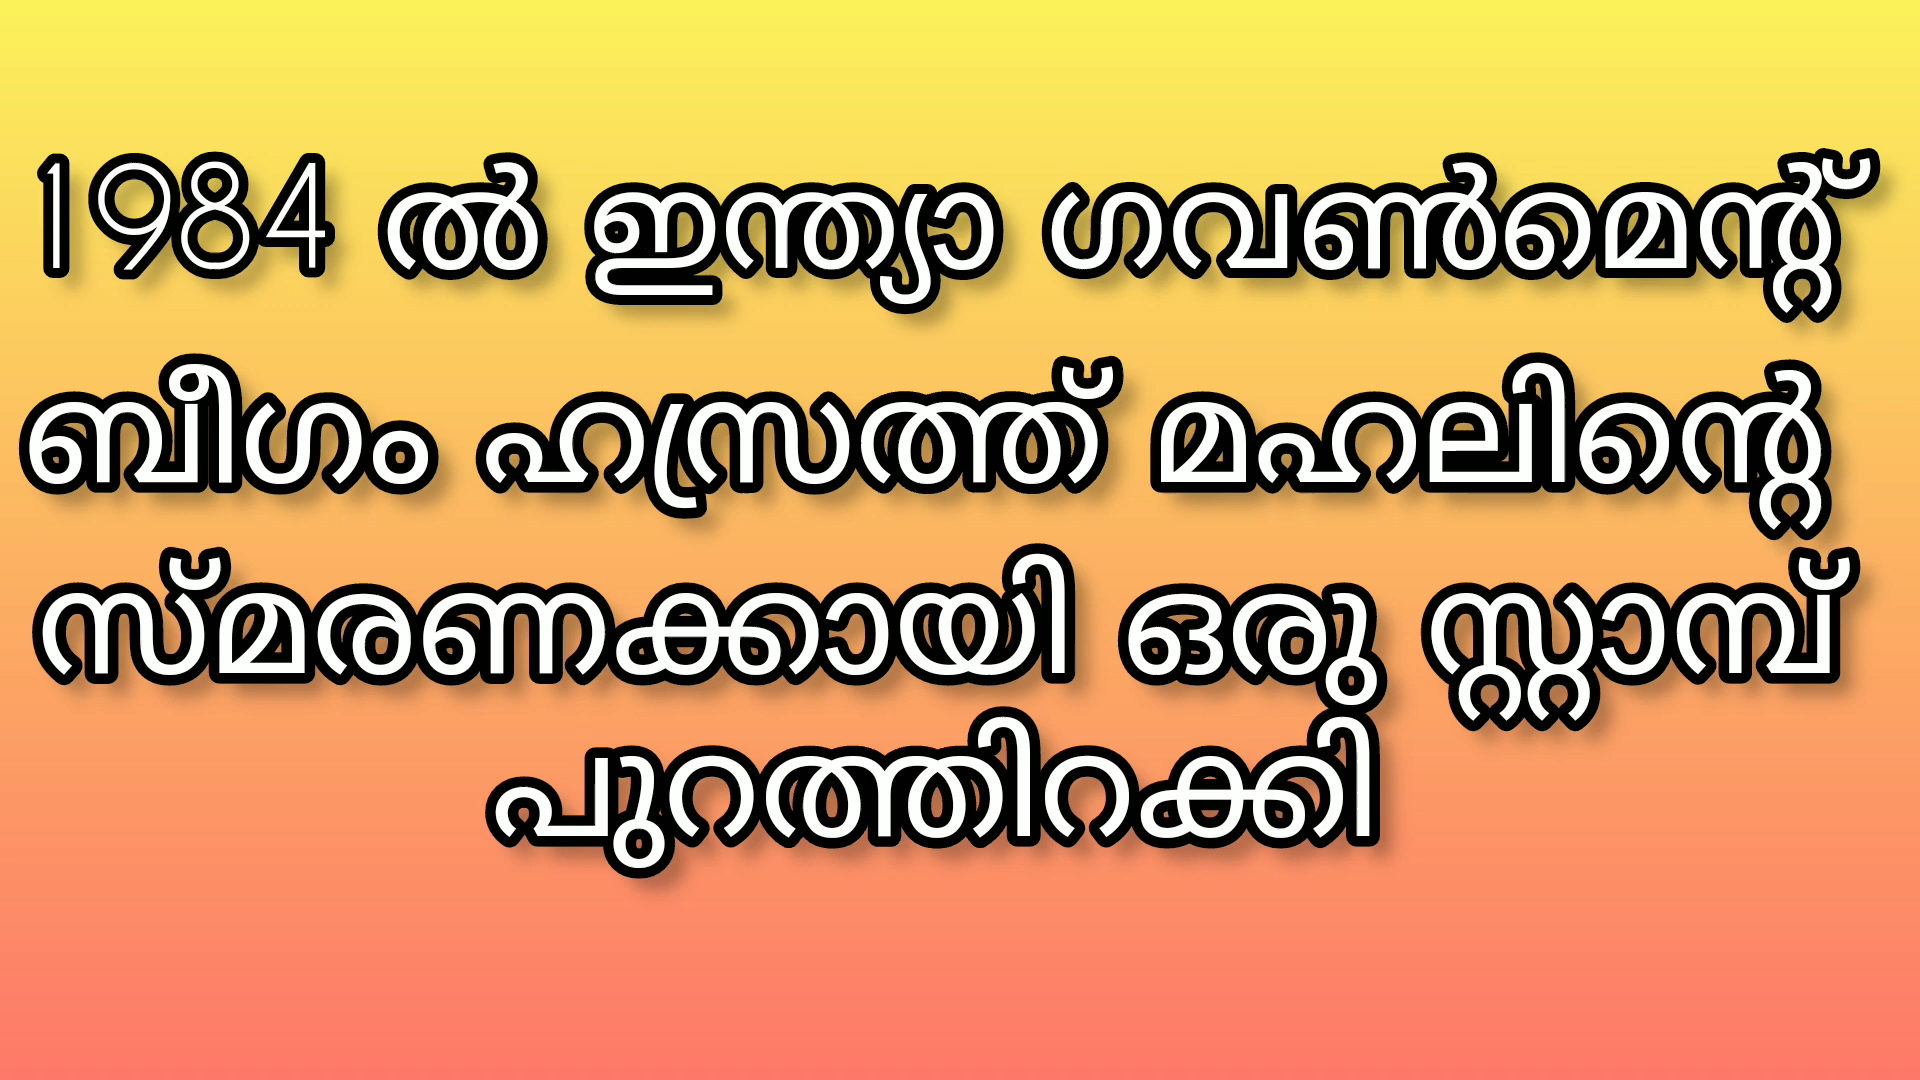 1984 ൽ ഇന്ത്യാ ഗവൺമെന്റ്
ബീഗം ഹസ്രത്ത് മഹലിന്റെ
സ്മരണക്കായി ഒരു സ്റ്റാമ്പ്
പുറത്തിറക്കി